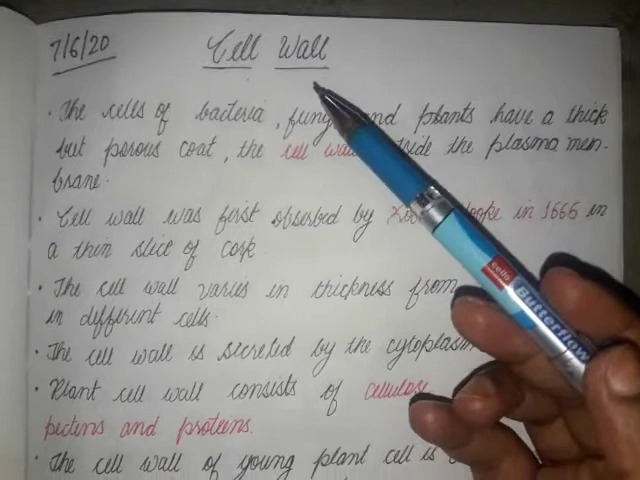 7/6/20
Cell Wall
• The cells of bacteria, fungi and plants have a thick
but porous coat, the cell wall outside the plasma mem-
brane.
• Cell wall was first observed by Hooke in 1665 in
a thin slice of cork
• The cell wall varies in thickness from
in different cells.
• The cell wall is secreted by the cytoplasm
• Plant cell wall consists of cellulose
pectins and proteins.
• The cell wall of young plant cell is
cello
Butterflow